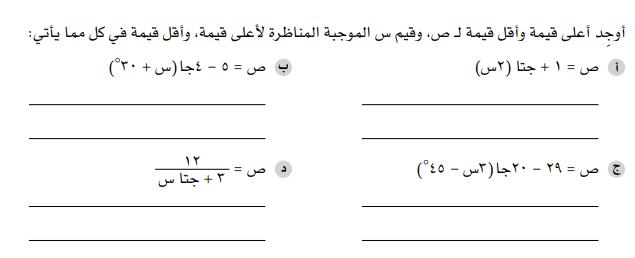 أوجِد أعلى قيمة وأقل قيمة لـ ص، وقيم س الموجبة المناظرة لأعلى قيمة، وأقل قيمة في كل مما يأتي:
أ ص = ١ + جتا (٢س)
ب ص = ٥ - ٤جا(س + ٣٠°)
ج ص = ٢٩ - ٢٠جا(٣س - ٤٥°)
د ص = ١٢ / ٣ + جتا س